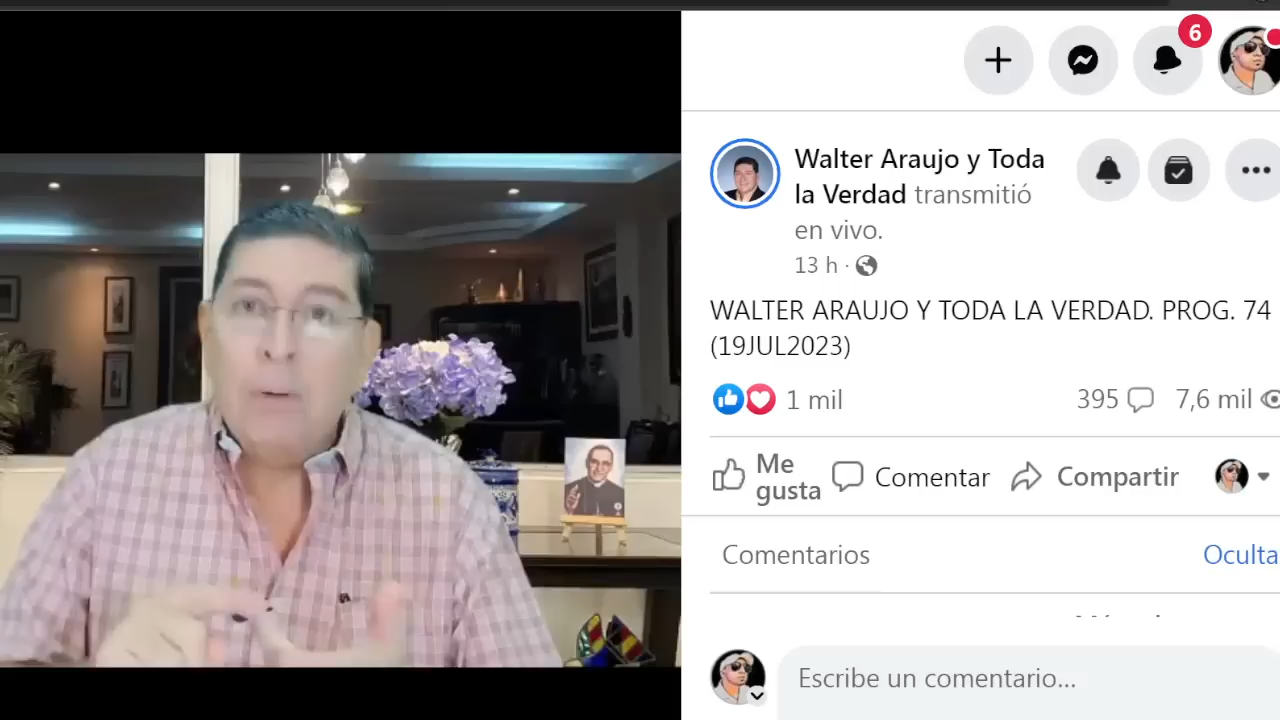 6
Walter Araujo y Toda
la Verdad transmitió
en vivo.
13 h ·
WALTER ARAUJO Y TODA LA VERDAD. PROG. 74
(19JUL2023)
1 mil
395
7,6 mil
Me
gusta
Comentar
Compartir
Comentarios
Oculta
Escribe un comentario...